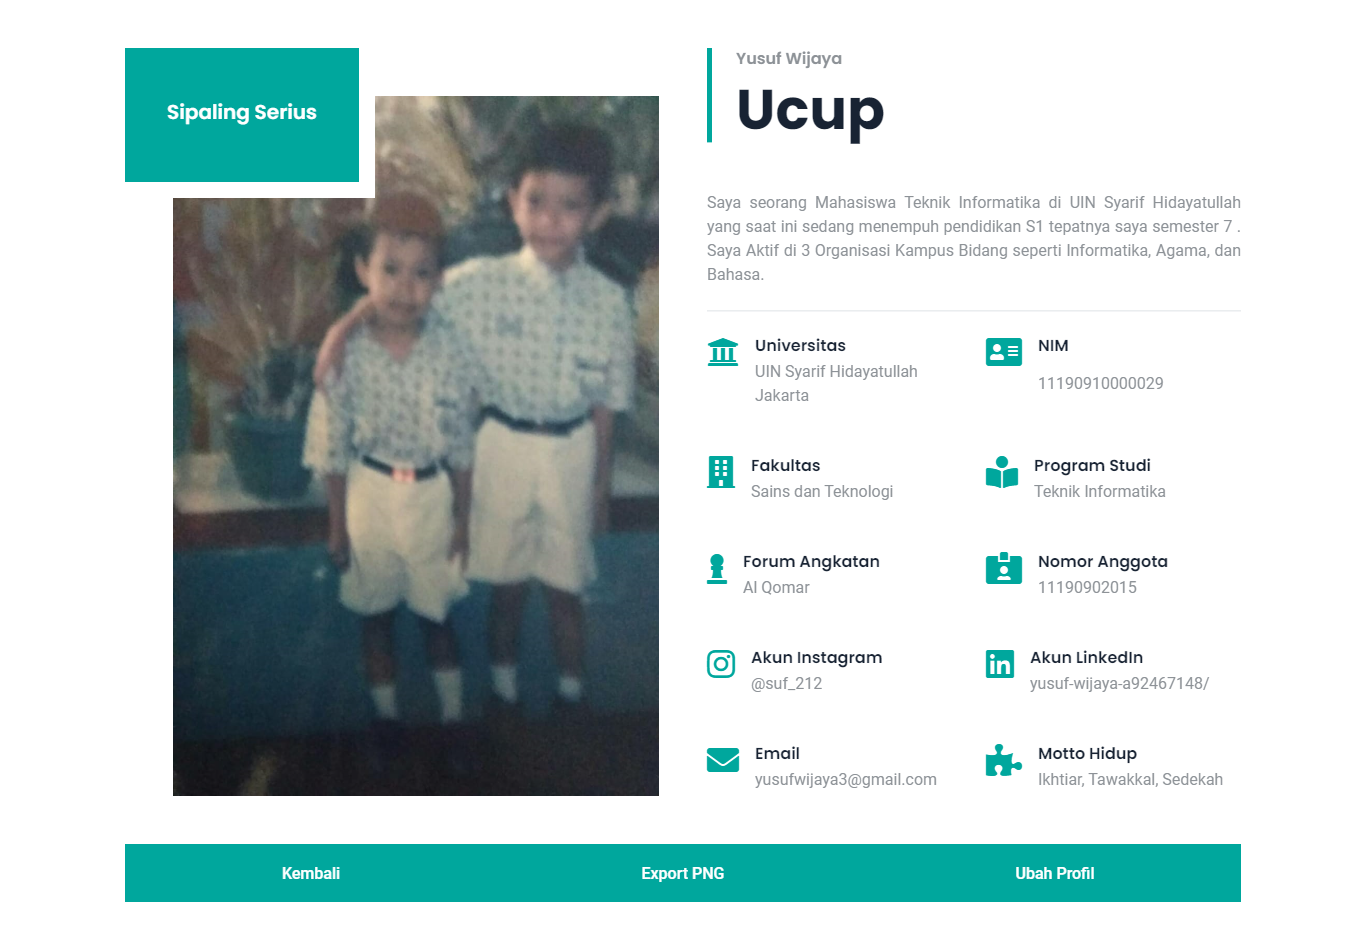 Sipaling Serius
Yusuf Wijaya
Ucup
Saya seorang Mahasiswa Teknik Informatika di UIN Syarif Hidayatullah
yang saat ini sedang menempuh pendidikan S1 tepatnya saya semester 7 .
Saya Aktif di 3 Organisasi Kampus Bidang seperti Informatika, Agama, dan
Bahasa.
Universitas
UIN Syarif Hidayatullah
Jakarta
NIM
11190910000029
Fakultas
Sains dan Teknologi
Program Studi
Teknik Informatika
Forum Angkatan
Al Qomar
Nomor Anggota
11190902015
Akun Instagram
@suf_212
Akun LinkedIn
yusuf-wijaya-a92467148/
Email
yusufwijaya3@gmail.com
Motto Hidup
Ikhtiar, Tawakkal, Sedekah
Kembali
Export PNG
Ubah Profil